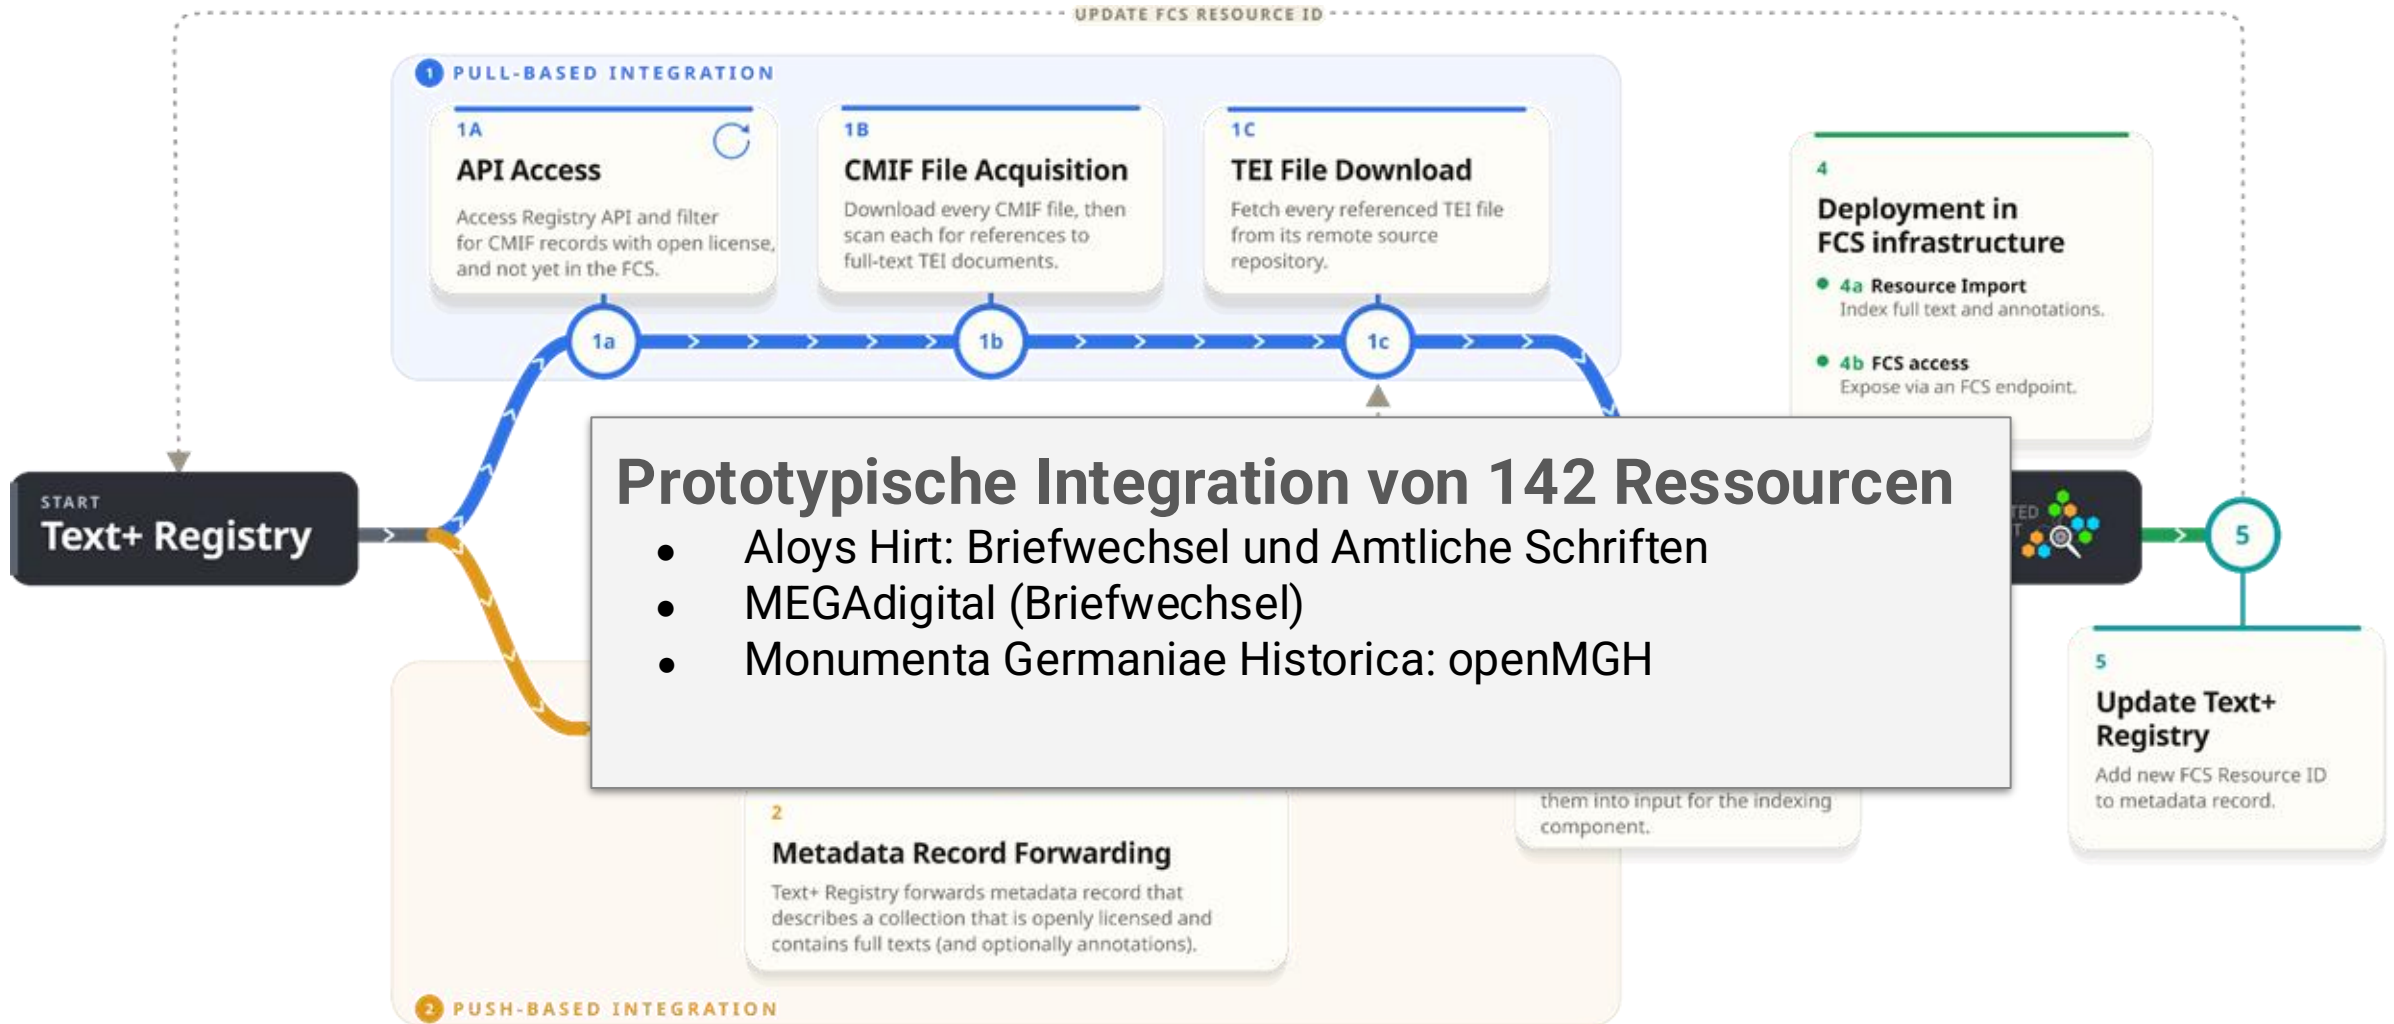 UPDATE FCS RESOURCE ID
1 PULL-BASED INTEGRATION
1A
API Access
Access Registry API and filter
for CMIF records with open license,
and not yet in the FCS.
1B
CMIF File Acquisition
Download every CMIF file, then
scan each for references to
full-text TEI documents.
1C
TEI File Download
Fetch every referenced TEI file
from its remote source
repository.
1a
1b
1c
4
Deployment in
FCS infrastructure
4a Resource Import
Index full text and annotations.
4b FCS access
Expose via an FCS endpoint.
START
Text+ Registry
Prototypische Integration von 142 Ressourcen
● Aloys Hirt: Briefwechsel und Amtliche Schriften
● MEGAdigital (Briefwechsel)
● Monumenta Germaniae Historica: openMGH
5
5
Update Text+
Registry
Add new FCS Resource ID
to metadata record.
them into input for the indexing
component.
2
Metadata Record Forwarding
Text+ Registry forwards metadata record that
describes a collection that is openly licensed and
contains full texts (and optionally annotations).
2 PUSH-BASED INTEGRATION